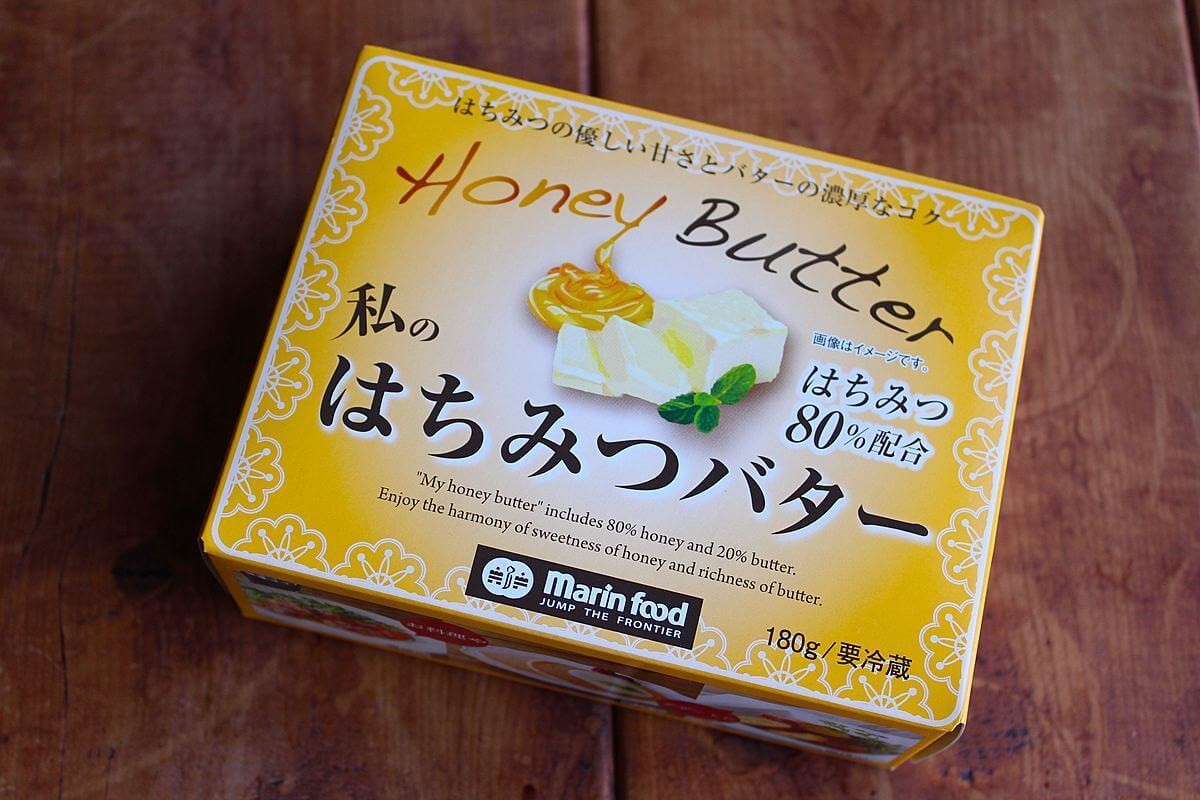 はちみつの優しい甘さとバターの濃厚なコク
Honey Butter
私の
はちみつバター
画像はイメージです。
はちみつ
80%配合
"My honey butter" includes 80% honey and 20% butter.
Enjoy the harmony of sweetness of honey and richness of butter.
marin food
JUMP THE FRONTIER
180g/要冷蔵
お料理や